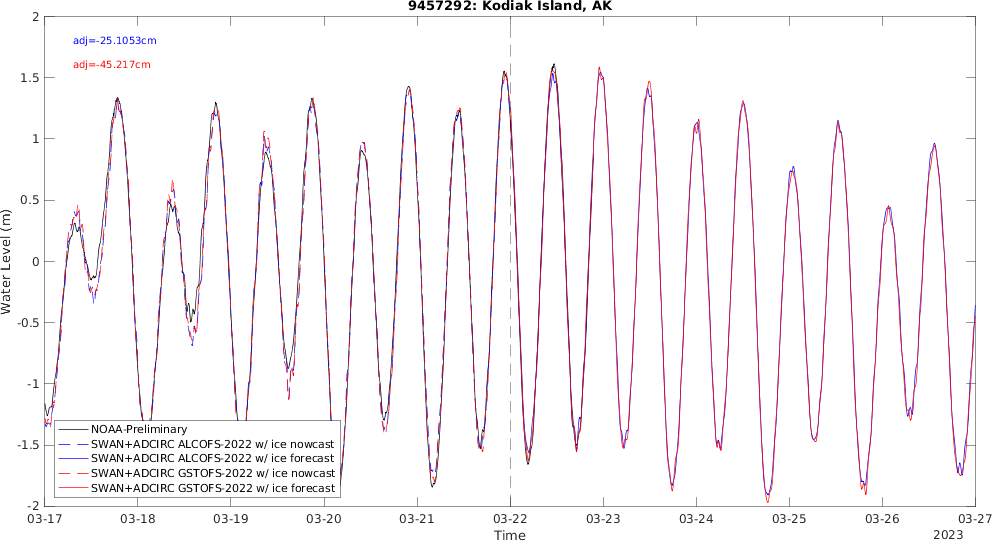 9457292: Kodiak Island, AK
adj=-25.1053cm
adj=-45.217cm
Water Level (m)
2
1.5
1
0.5
0
-0.5
-1
-1.5
-2
NOAA-Preliminary
SWAN+ADCIRC ALCOFS-2022 w/ ice nowcast
SWAN+ADCIRC ALCOFS-2022 w/ ice forecast
SWAN+ADCIRC GSTOFS-2022 w/ ice nowcast
SWAN+ADCIRC GSTOFS-2022 w/ ice forecast
03-17 03-18 03-19 03-20 03-21 03-22 03-23 03-24 03-25 03-26 03-27
Time
2023